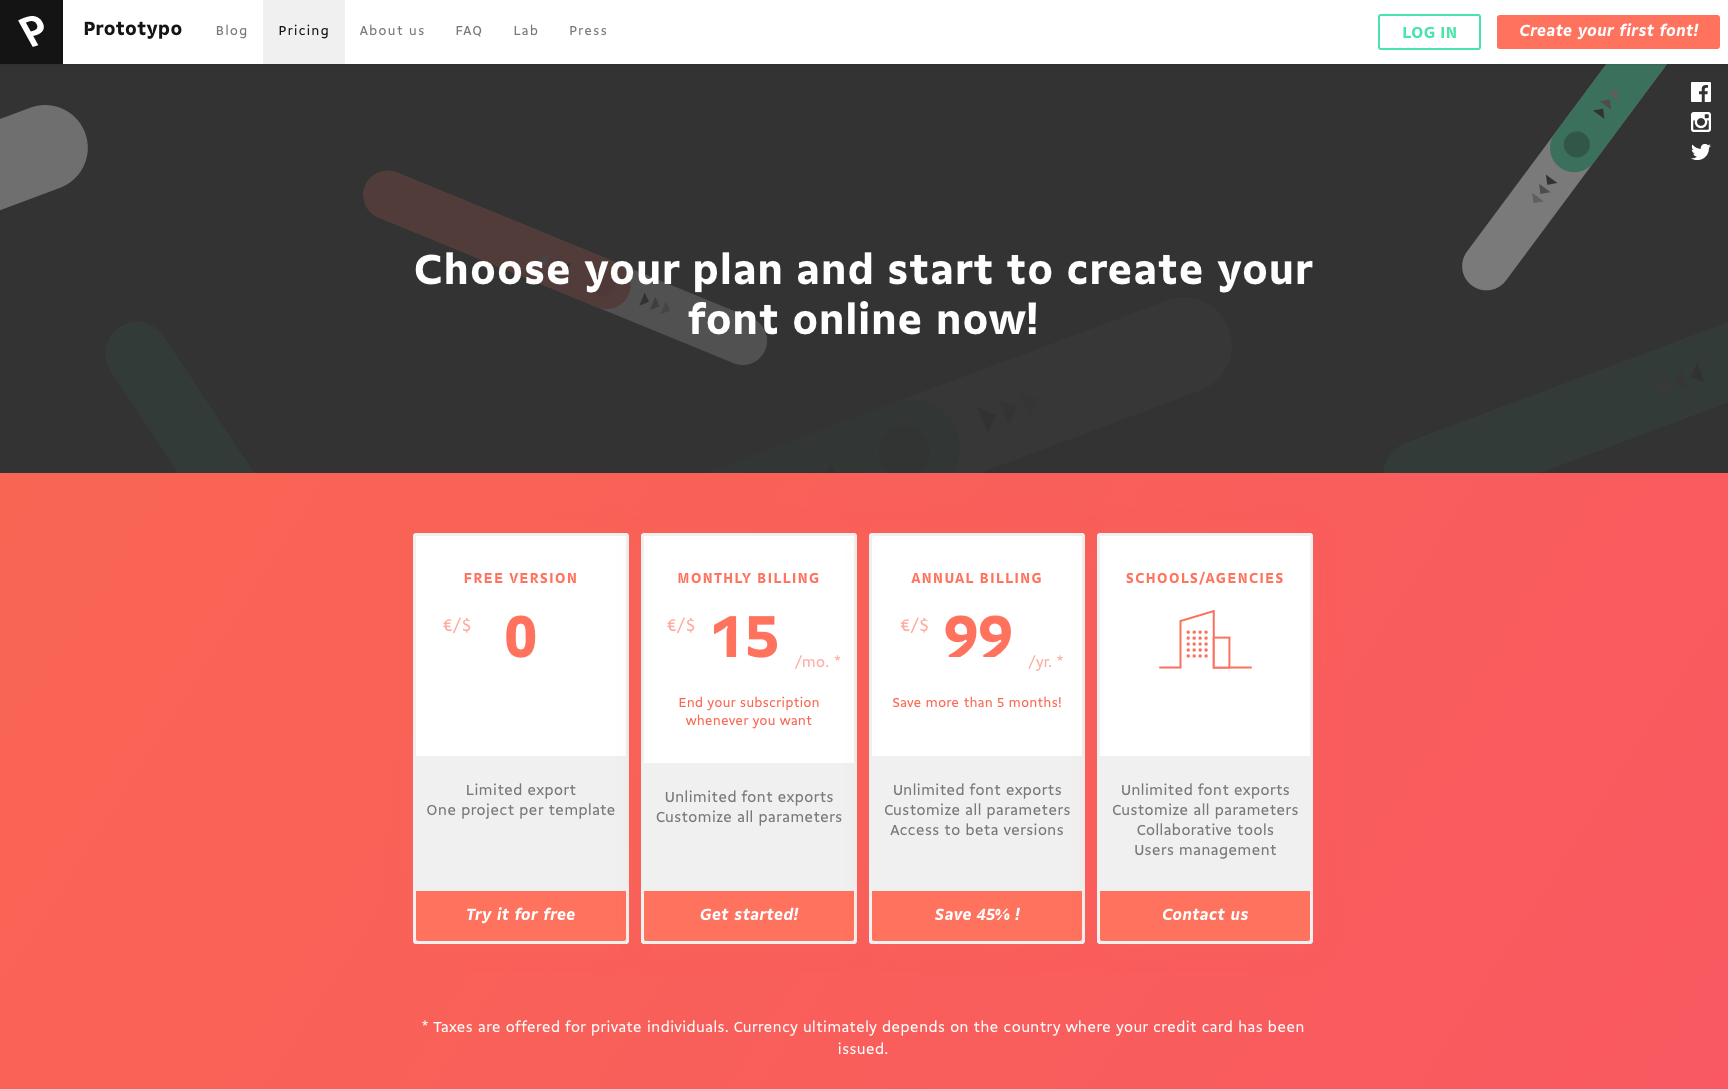 Prototypo
Blog
Pricing
About us
FAQ
Lab
Press
LOG IN
Create your first font!
Choose your plan and start to create your
font online now!
FREE VERSION
€/$ 0
Limited export
One project per template
Try it for free
MONTHLY BILLING
€/$ 15 /mo. *
End your subscription
whenever you want
Unlimited font exports
Customize all parameters
Get started!
ANNUAL BILLING
€/$ 99 /yr. *
Save more than 5 months!
Unlimited font exports
Customize all parameters
Access to beta versions
Save 45% !
SCHOOLS/AGENCIES
Unlimited font exports
Customize all parameters
Collaborative tools
Users management
Contact us
* Taxes are offered for private individuals. Currency ultimately depends on the country where your credit card has been
issued.